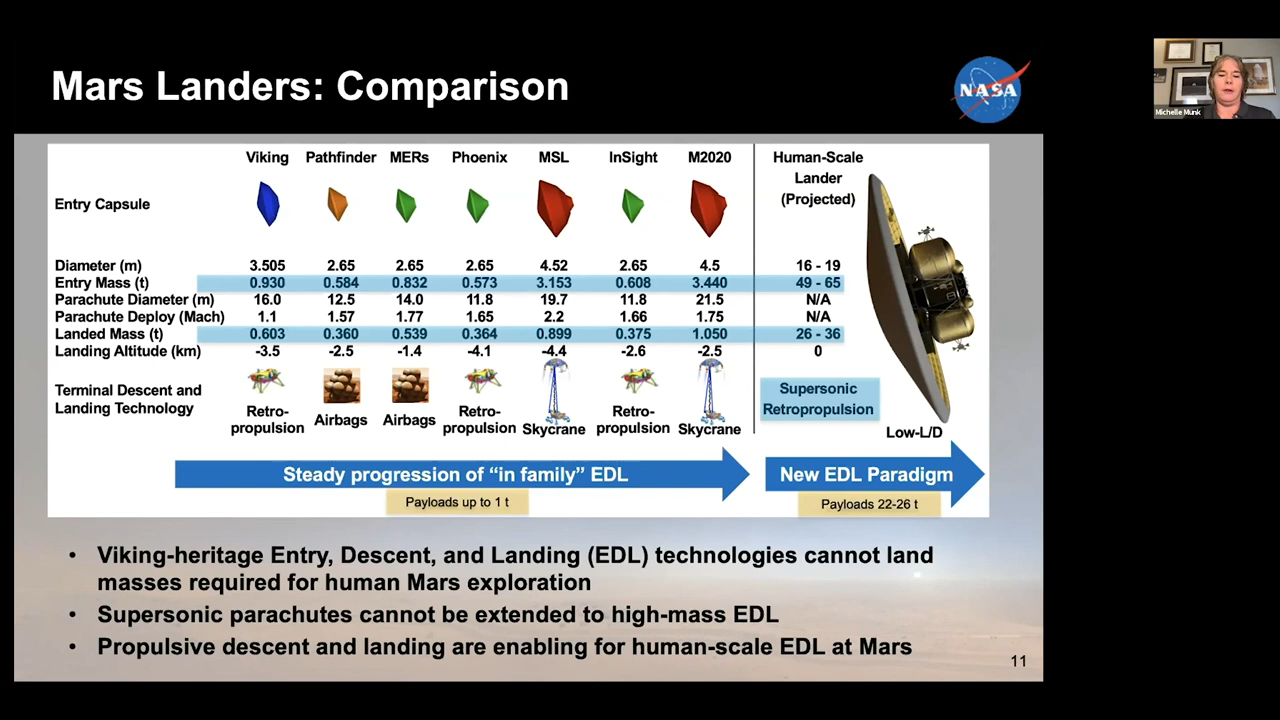 Mars Landers: Comparison
NASA
Michelle Munk
Viking Pathfinder MERs Phoenix MSL InSight M2020 Human-Scale
Lander
(Projected)
Entry Capsule
Diameter (m) 3.505 2.65 2.65 2.65 4.52 2.65 4.5 16 - 19
Entry Mass (t) 0.930 0.584 0.832 0.573 3.153 0.608 3.440 49 - 65
Parachute Diameter (m) 16.0 12.5 14.0 11.8 19.7 11.8 21.5 N/A
Parachute Deploy (Mach) 1.1 1.57 1.77 1.65 2.2 1.66 1.75 N/A
Landed Mass (t) 0.603 0.360 0.539 0.364 0.899 0.375 1.050 26 - 36
Landing Altitude (km) -3.5 -2.5 -1.4 -4.1 -4.4 -2.6 -2.5 0
Terminal Descent and
Landing Technology
Retro-
propulsion
Airbags
Airbags
Retro-
propulsion
Skycrane
Retro-
propulsion
Skycrane
Supersonic
Retropropulsion
Low-L/D
Steady progression of “in family” EDL
New EDL Paradigm
Payloads up to 1 t
Payloads 22-26 t
• Viking-heritage Entry, Descent, and Landing (EDL) technologies cannot land
masses required for human Mars exploration
• Supersonic parachutes cannot be extended to high-mass EDL
• Propulsive descent and landing are enabling for human-scale EDL at Mars
11